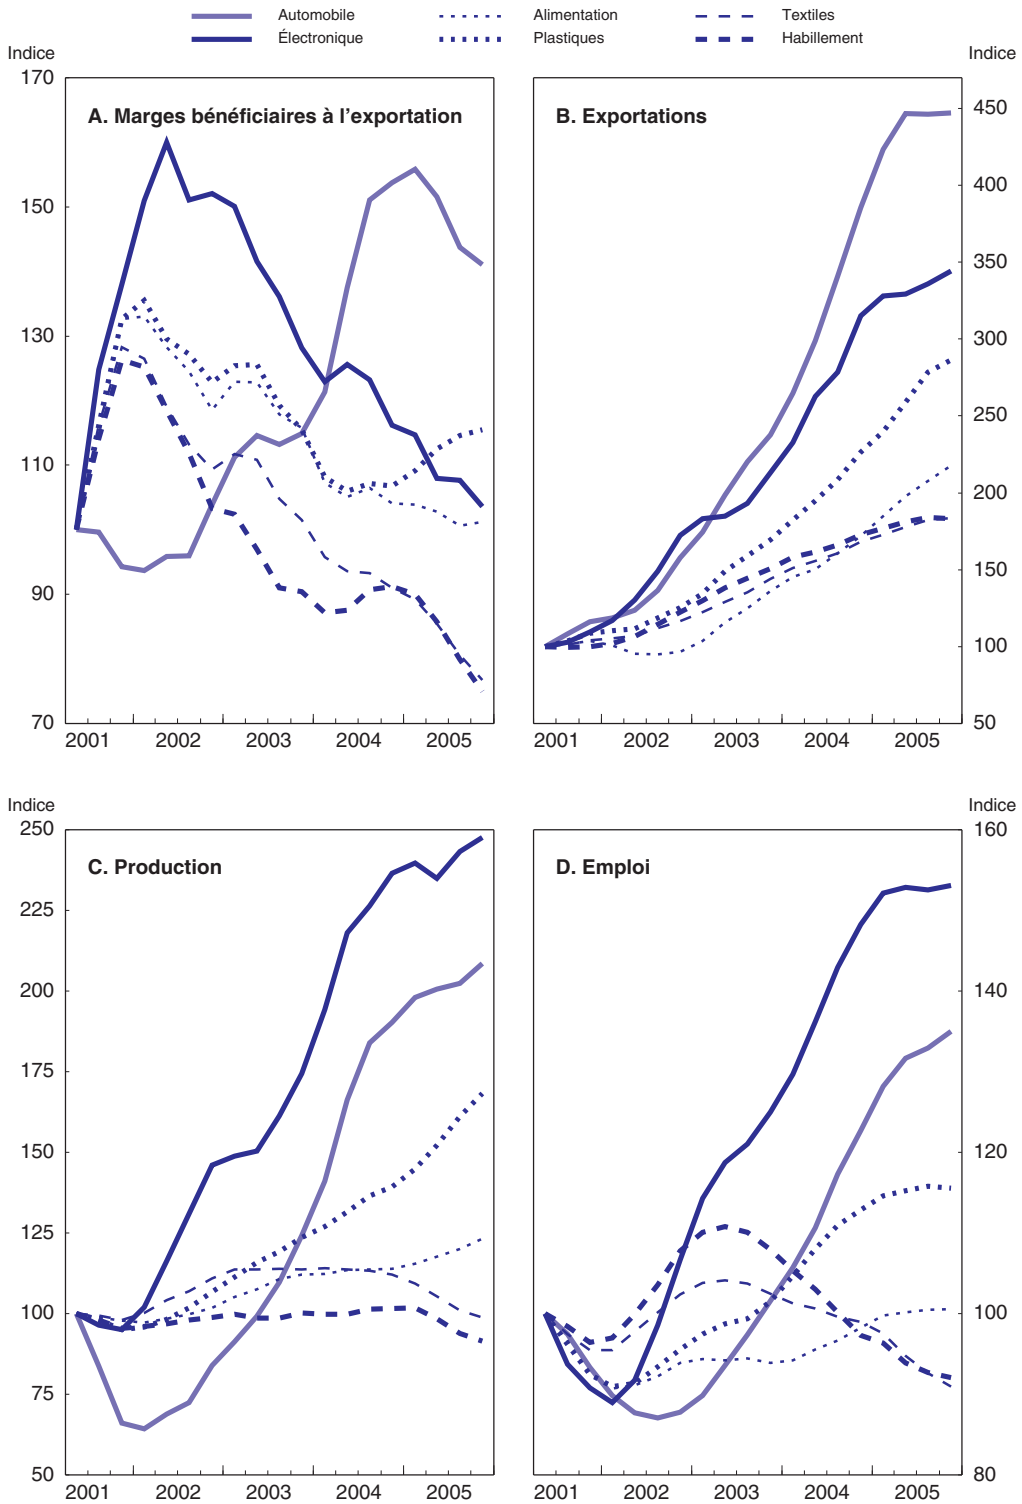 Automobile Alimentation Textiles
Électronique Plastiques Habillement
Indice Indice
A. Marges bénéficiaires à l'exportation
170
150
130
110
90
70
2001 2002 2003 2004 2005
B. Exportations
450
400
350
300
250
200
150
100
50
2001 2002 2003 2004 2005
Indice Indice
C. Production
250
225
200
175
150
125
100
75
50
2001 2002 2003 2004 2005
D. Emploi
160
140
120
100
80
2001 2002 2003 2004 2005